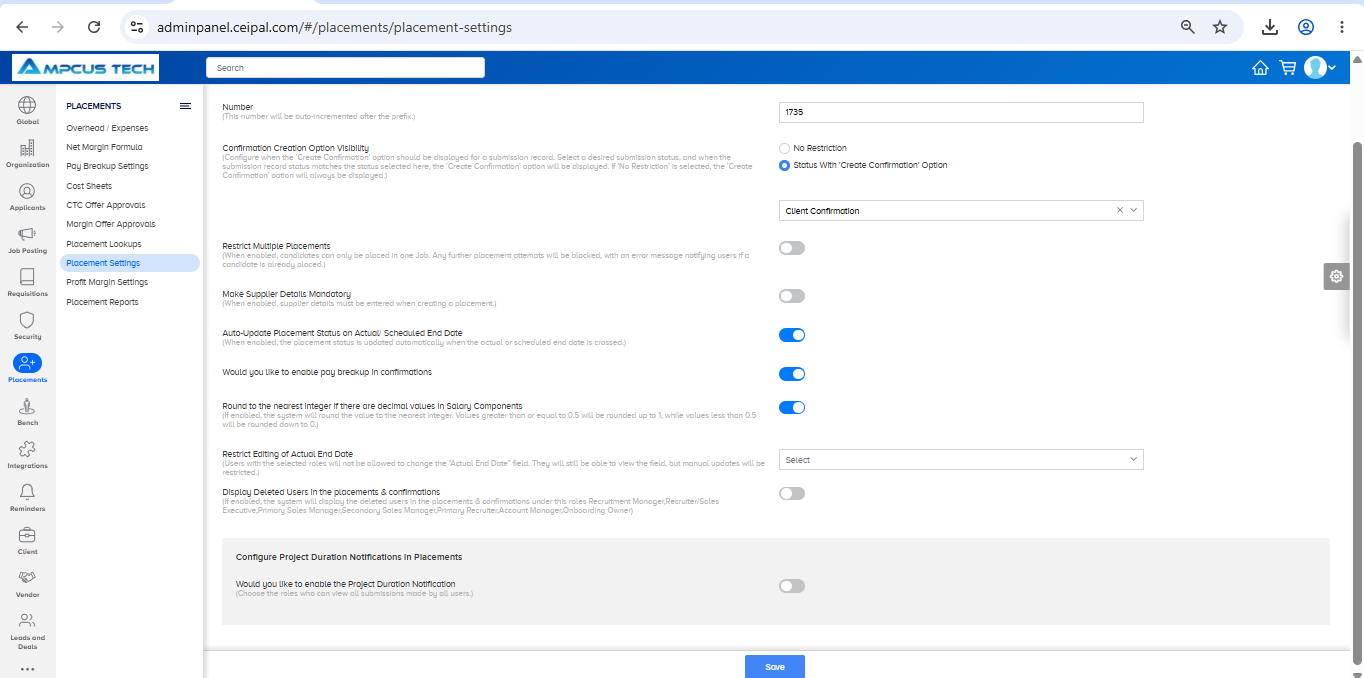 adminpanel.ceipal.com/#/placements/placement-settings
AMPCUS TECH
Search
Global
Organization
Applicants
Job Posting
Requisitions
Security
Placements
Bench
Integrations
Reminders
Client
Vendor
Leads and
Deals
PLACEMENTS
Overhead / Expenses
Net Margin Formula
Pay Breakup Settings
Cost Sheets
CTC Offer Approvals
Margin Offer Approvals
Placement Lookups
Placement Settings
Profit Margin Settings
Placement Reports
Number
(This number will be auto-incremented after the prefix.)
1735
Confirmation Creation Option Visibility
(Configure when the 'Create Confirmation' option should be displayed for a submission record. Select a desired submission status, and when the
submission record status matches the status selected here, the 'Create Confirmation' option will be displayed. If 'No Restriction' is selected, the 'Create
Confirmation' option will always be displayed.)
No Restriction
Status With 'Create Confirmation' Option
Client Confirmation
Restrict Multiple Placements
(When enabled, candidates can only be placed in one Job. Any further placement attempts will be blocked, with an error message notifying users if a
candidate is already placed.)
Make Supplier Details Mandatory
(When enabled, supplier details must be entered when creating a placement.)
Auto-Update Placement Status on Actual/ Scheduled End Date
(When enabled, the placement status is updated automatically when the actual or scheduled end date is crossed.)
Would you like to enable pay breakup in confirmations
Round to the nearest integer if there are decimal values in Salary Components
(If enabled, the system will round the value to the nearest integer. Values greater than or equal to 0.5 will be rounded up to 1, while values less than 0.5
will be rounded down to 0.)
Restrict Editing of Actual End Date
(Users with the selected roles will not be allowed to change the "Actual End Date" field. They will still be able to view the field, but manual updates will be
restricted.)
Select
Display Deleted Users in the placements & confirmations
(If enabled, the system will display the deleted users in the placements & confirmations under this roles Recruitment Manager,Recruiter/Sales
Executive,Primary Sales Manager,Secondary Sales Manager,Primary Recruiter,Account Manager,Onboarding Owner)
Configure Project Duration Notifications in Placements
Would you like to enable the Project Duration Notification
(Choose the roles who can view all submissions made by all users.)
Save